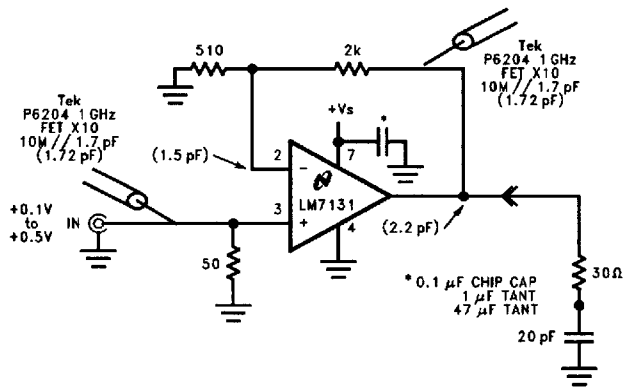 510
2k
Tek
P6204 1 GHz
FET X10
10M // 1.7 pF
(1.72 pF)
Tek
P6204 1 GHz
FET X10
10M // 1.7 pF
(1.72 pF)
+Vs
*
7
(1.5 pF)
2
-
LM7131
3
+
4
+0.1V
to
+0.5V
IN
50
(2.2 pF)
30Ω
* 0.1 µF CHIP CAP
1 µF TANT
47 µF TANT
20 pF